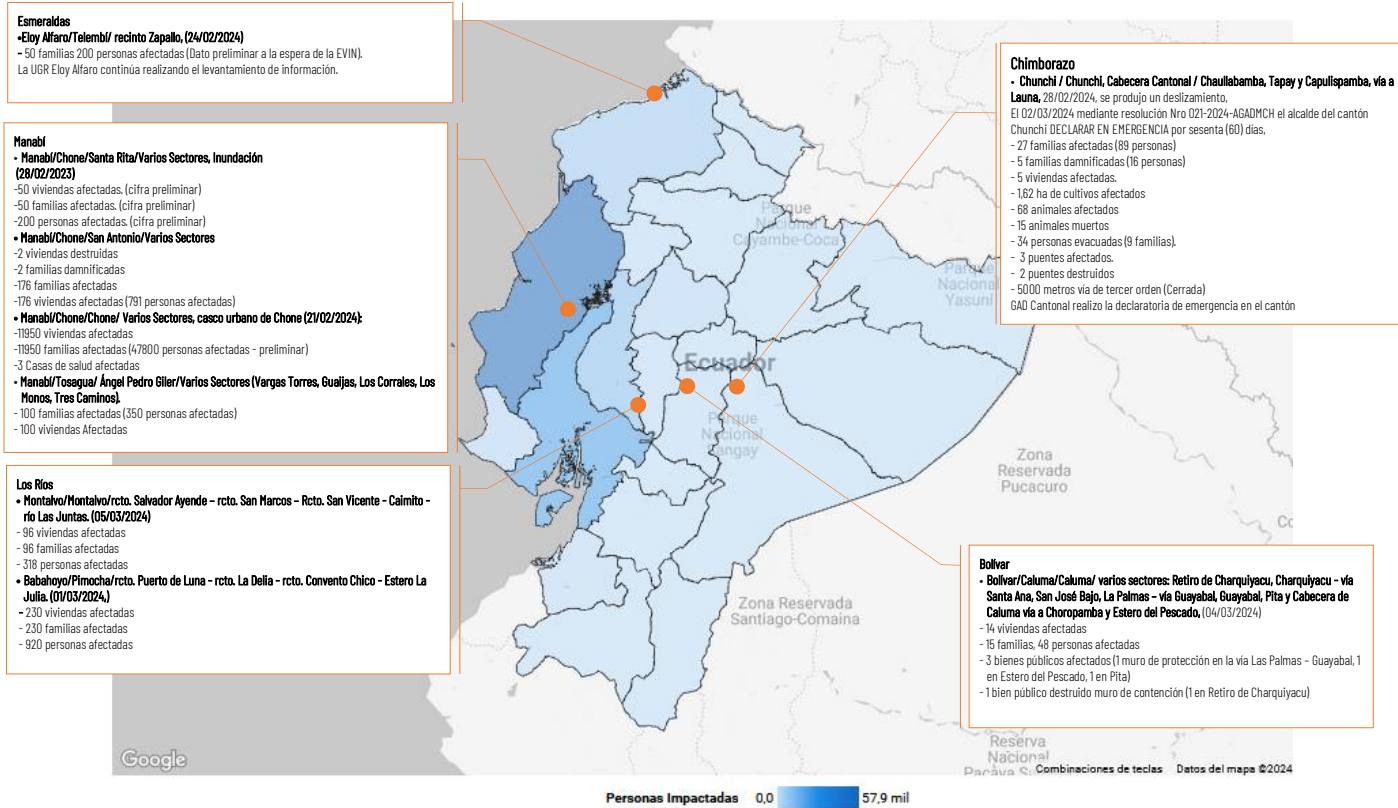 Esmeraldas
•Eloy Alfaro/Telembí/ recinto Zapallo, (24/02/2024)
- 50 familias 200 personas afectadas (Dato preliminar a la espera de la EVIN).
La UGR Eloy Alfaro continúa realizando el levantamiento de información.
Manabí
• Manabí/Chone/Santa Rita/Varios Sectores, Inundación
(28/02/2023)
-50 viviendas afectadas. (cifra preliminar)
-50 familias afectadas. (cifra preliminar)
-200 personas afectadas. (cifra preliminar)
• Manabí/Chone/San Antonio/Varios Sectores
-2 viviendas destruidas
-2 familias damnificadas
-176 familias afectadas
-176 viviendas afectadas (791 personas afectadas)
• Manabí/Chone/Chone/ Varios Sectores, casco urbano de Chone (21/02/2024):
-11950 viviendas afectadas
-11950 familias afectadas (47800 personas afectadas - preliminar)
-3 Casas de salud afectadas
• Manabí/Tosagua/ Ángel Pedro Giler/Varios Sectores (Vargas Torres, Guaijas, Los Corrales, Los
Monos, Tres Caminos).
- 100 familias afectadas (350 personas afectadas)
- 100 viviendas Afectadas
Los Ríos
• Montalvo/Montalvo/rcto. Salvador Ayende – rcto. San Marcos – Rcto. San Vicente - Caimito -
río Las Juntas. (05/03/2024)
- 96 viviendas afectadas
- 96 familias afectadas
- 318 personas afectadas
• Babahoyo/Pimocha/rcto. Puerto de Luna - rcto. La Delia - rcto. Convento Chico - Estero La
Julia. (01/03/2024,)
- 230 viviendas afectadas
- 230 familias afectadas
- 920 personas afectadas
Chimborazo
• Chunchi / Chunchi, Cabecera Cantonal / Chaullabamba, Tapay y Capulispamba, vía a
Launa, 28/02/2024, se produjo un deslizamiento,
El 02/03/2024 mediante resolución Nro 021-2024-AGADMCH el alcalde del cantón
Chunchi DECLARAR EN EMERGENCIA por sesenta (60) días,
- 27 familias afectadas (89 personas)
- 5 familias damnificadas (16 personas)
- 5 viviendas afectadas.
- 1,62 ha de cultivos afectados
- 68 animales afectados
- 15 animales muertos
- 34 personas evacuadas (9 familias).
- 3 puentes afectados.
- 2 puentes destruidos
- 5000 metros vía de tercer orden (Cerrada)
GAD Cantonal realizo la declaratoria de emergencia en el cantón
Bolívar
• Bolívar/Caluma/Caluma/ varios sectores: Retiro de Charquiyacu, Charquiyacu - vía
Santa Ana, San José Bajo, La Palmas – vía Guayabal, Guayabal, Pita y Cabecera de
Caluma vía a Choropamba y Estero del Pescado, (04/03/2024)
- 14 viviendas afectadas
- 15 familias, 48 personas afectadas
- 3 bienes públicos afectados (1 muro de protección en la vía Las Palmas – Guayabal, 1
en Estero del Pescado, 1 en Pita)
- 1 bien público destruido muro de contención (1 en Retiro de Charquiyacu)
Parque
Nacional
Cayambe-Coca
Parque
Nacional
Yasuni
Ecuador
Parque
Nacional
Sangay
Zona
Reservada
Pucacuro
Zona Reservada
Santiago-Comaina
Reserva
Nacional
Pacaya
Google
Combinaciones de teclas Datos del mapa ©2024
Personas Impactadas 0,0 57,9 mil